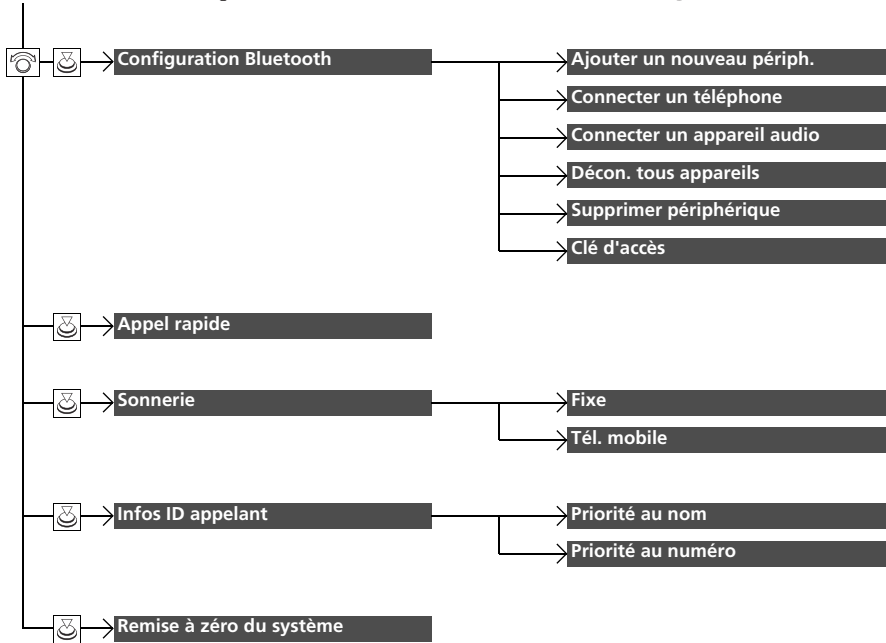 Configuration Bluetooth
Ajouter un nouveau périph.
Connecter un téléphone
Connecter un appareil audio
Décon. tous appareils
Supprimer périphérique
Clé d'accès
Appel rapide
Sonnerie
Fixe
Tél. mobile
Infos ID appelant
Priorité au nom
Priorité au numéro
Remise à zéro du système